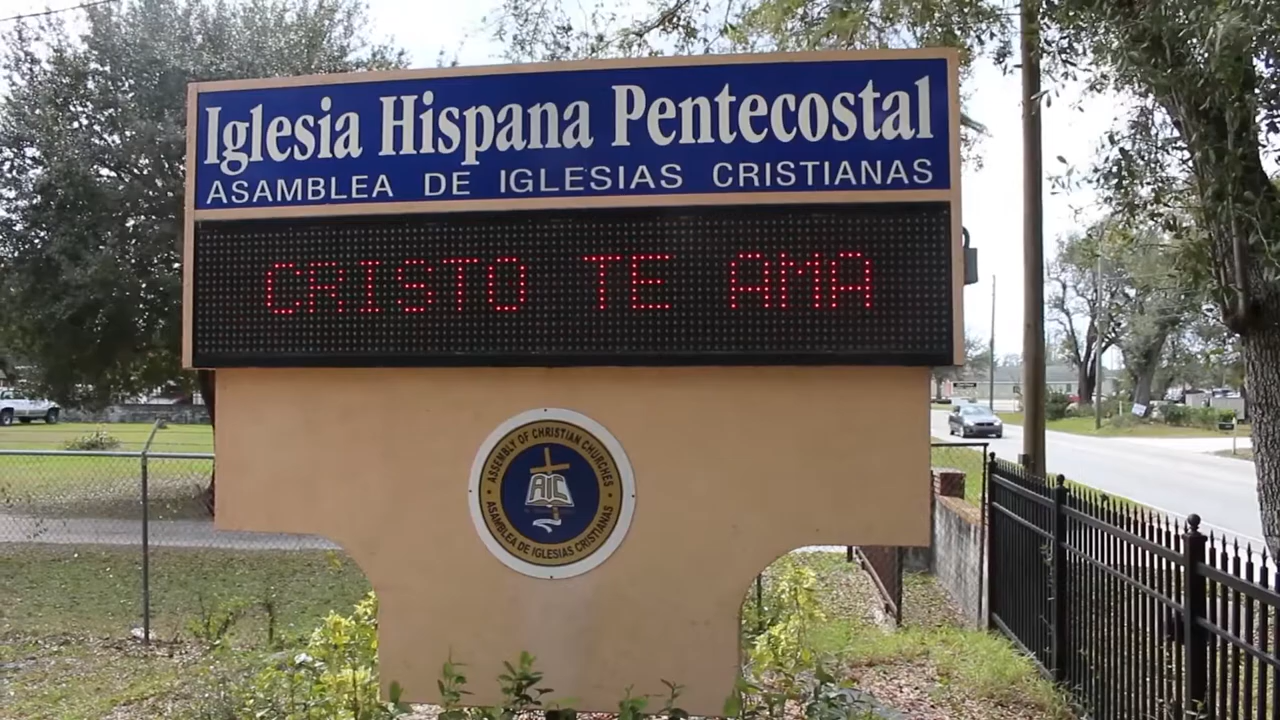 Iglesia Hispana Pentecostal
ASAMBLEA DE IGLESIAS CRISTIANAS
CRISTO TE AMA
ASSEMBLY OF CHRISTIAN CHURCHES
AIC
ASAMBLEA DE IGLESIAS CRISTIANAS